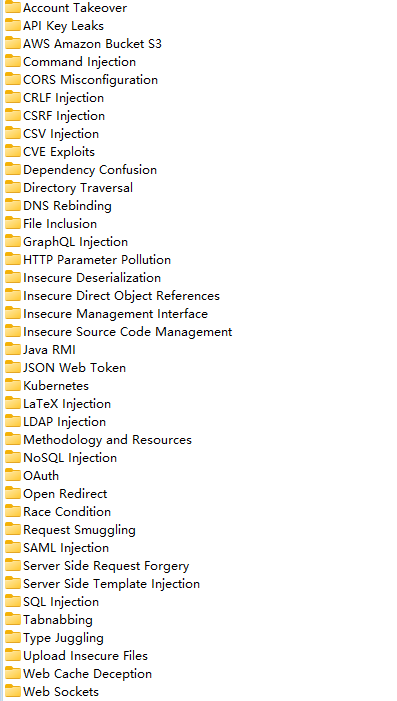 Account Takeover
API Key Leaks
AWS Amazon Bucket S3
Command Injection
CORS Misconfiguration
CRLF Injection
CSRF Injection
CSV Injection
CVE Exploits
Dependency Confusion
Directory Traversal
DNS Rebinding
File Inclusion
GraphQL Injection
HTTP Parameter Pollution
Insecure Deserialization
Insecure Direct Object References
Insecure Management Interface
Insecure Source Code Management
Java RMI
JSON Web Token
Kubernetes
LaTeX Injection
LDAP Injection
Methodology and Resources
NoSQL Injection
OAuth
Open Redirect
Race Condition
Request Smuggling
SAML Injection
Server Side Request Forgery
Server Side Template Injection
SQL Injection
Tabnabbing
Type Juggling
Upload Insecure Files
Web Cache Deception
Web Sockets